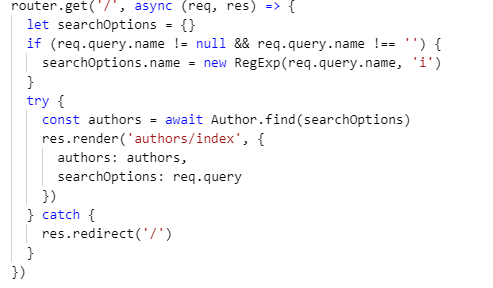 router.get('/', async (req, res) => {
  let searchOptions = {}
  if (req.query.name != null && req.query.name !== '') {
    searchOptions.name = new RegExp(req.query.name, 'i')
  }
  try {
    const authors = await Author.find(searchOptions)
    res.render('authors/index', {
      authors: authors,
      searchOptions: req.query
    })
  } catch {
    res.redirect('/')
  }
})